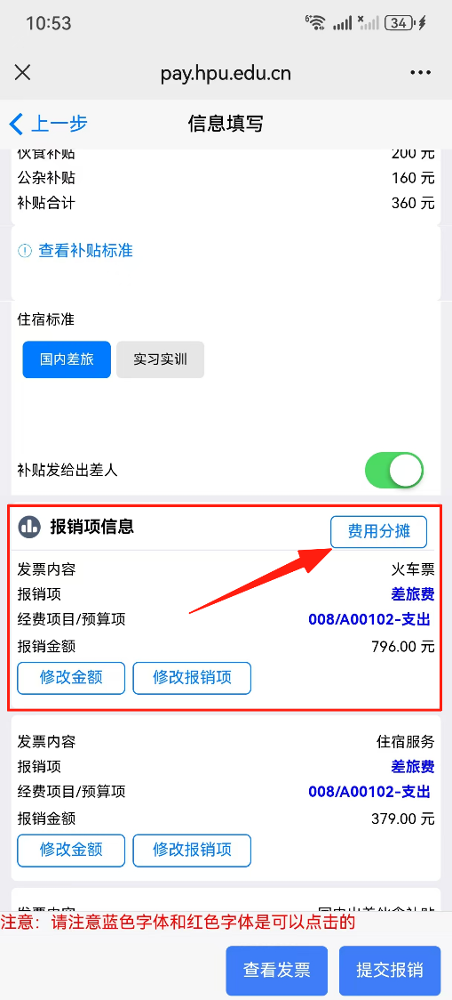 10:53
6
34
pay.hpu.edu.cn
上一步
信息填写
伙食补贴 200 元
公杂补贴 160 元
补贴合计 360 元
查看补贴标准
住宿标准
国内差旅 实习实训
补贴发给出差人
报销项信息 费用分摊
发票内容 火车票
报销项 差旅费
经费项目/预算项 008/A00102-支出
报销金额 796.00 元
修改金额 修改报销项
发票内容 住宿服务
报销项 差旅费
经费项目/预算项 008/A00102-支出
报销金额 379.00 元
修改金额 修改报销项
发票内容 国内出差伙食补贴
注意：请注意蓝色字体和红色字体是可以点击的
查看发票 提交报销